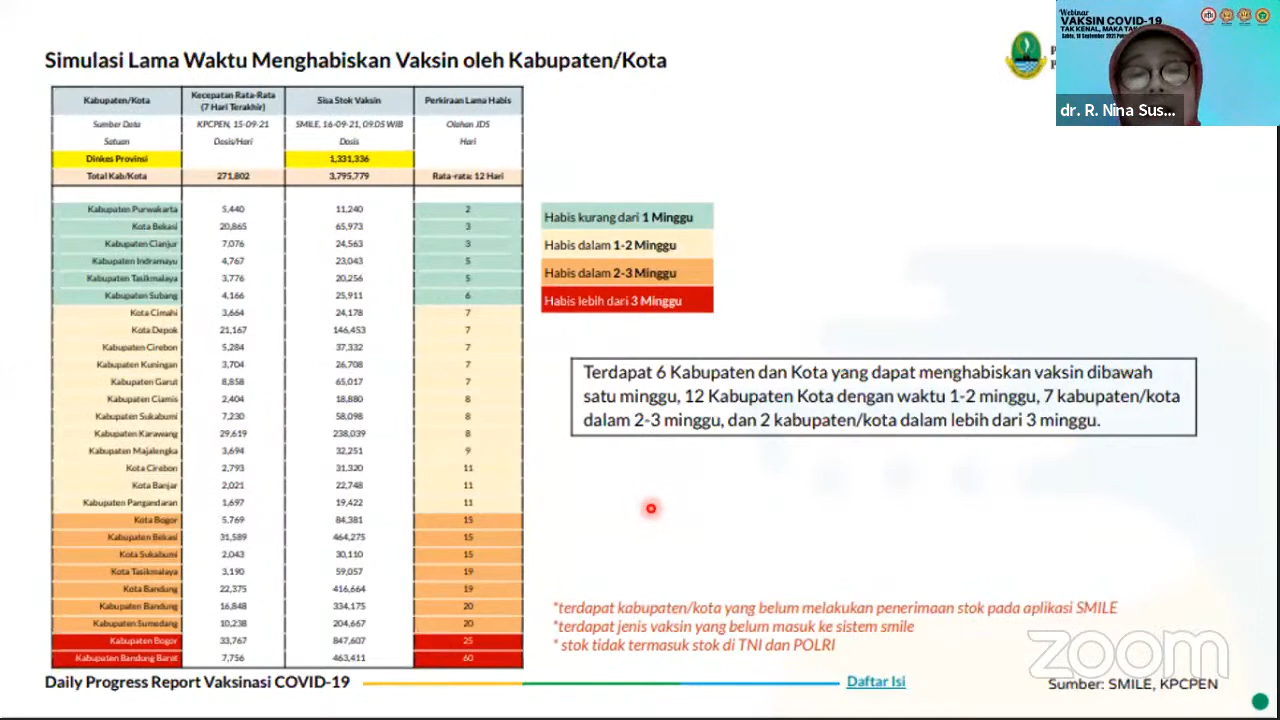 Simulasi Lama Waktu Menghabiskan Vaksin oleh Kabupaten/Kota
Webinar
VAKSIN COVID-19
TAK KENAL, MAKA TAK
Sabtu, 18 September 2021
dr. R. Nina Sus...
Kabupaten/Kota Kecepatan Rata-Rata (7 Hari Terakhir) Sisa Stok Vaksin Perkiraan Lama Habis
Sumber Data KPCPEN, 15-09-21 SMILE, 16-09-21, 09.05 WIB Olahan JDS
Satuan Dosis/Hari Dosis Hari
Dinkes Provinsi 1,331,336
Total Kab/Kota 271,802 3,795,779 Rata-rata: 12 Hari
Kabupaten Purwakarta 5,440 11,240 2
Kota Bekasi 20,865 65,973 3
Kabupaten Cianjur 7,076 24,563 3
Kabupaten Indramayu 4,767 23,043 5
Kabupaten Tasikmalaya 3,776 20,256 5
Kabupaten Subang 4,166 25,911 6
Kota Cimahi 3,664 24,178 7
Kota Depok 21,167 146,453 7
Kabupaten Cirebon 5,284 37,332 7
Kabupaten Kuningan 3,704 26,708 7
Kabupaten Garut 8,858 65,017 7
Kabupaten Ciamis 2,404 18,880 8
Kabupaten Sukabumi 7,230 58,098 8
Kabupaten Karawang 29,619 238,039 8
Kabupaten Majalengka 3,694 32,251 9
Kota Cirebon 2,793 31,320 11
Kota Banjar 2,021 22,748 11
Kabupaten Pangandaran 1,697 19,422 11
Kota Bogor 5,769 84,381 15
Kabupaten Bekasi 31,589 464,275 15
Kota Sukabumi 2,043 30,110 15
Kota Tasikmalaya 3,190 59,057 19
Kota Bandung 22,375 416,664 19
Kabupaten Bandung 16,848 334,175 20
Kabupaten Sumedang 10,238 204,667 20
Kabupaten Bogor 33,767 847,607 25
Kabupaten Bandung Barat 7,756 463,411 60
Habis kurang dari 1 Minggu
Habis dalam 1-2 Minggu
Habis dalam 2-3 Minggu
Habis lebih dari 3 Minggu
Terdapat 6 Kabupaten dan Kota yang dapat menghabiskan vaksin dibawah
satu minggu, 12 Kabupaten Kota dengan waktu 1-2 minggu, 7 kabupaten/kota
dalam 2-3 minggu, dan 2 kabupaten/kota dalam lebih dari 3 minggu.
*terdapat kabupaten/kota yang belum melakukan penerimaan stok pada aplikasi SMILE
*terdapat jenis vaksin yang belum masuk ke sistem smile
* stok tidak termasuk stok di TNI dan POLRI
zoom
Daily Progress Report Vaksinasi COVID-19
Daftar Isi
Sumber: SMILE, KPCPEN